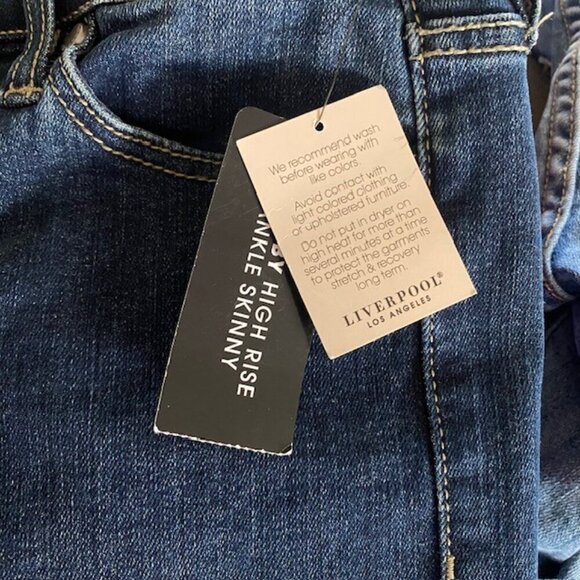 We recommend wash
before wearing with
like colors.
Avoid contact with
light colored clothing
or upholstered furniture.
Do not put in dryer on
high heat for more than
several minutes at a time
to protect the garments
stretch & recovery
long term.
LIVERPOOL®
LOS ANGELES
HIGH RISE
SKINNY